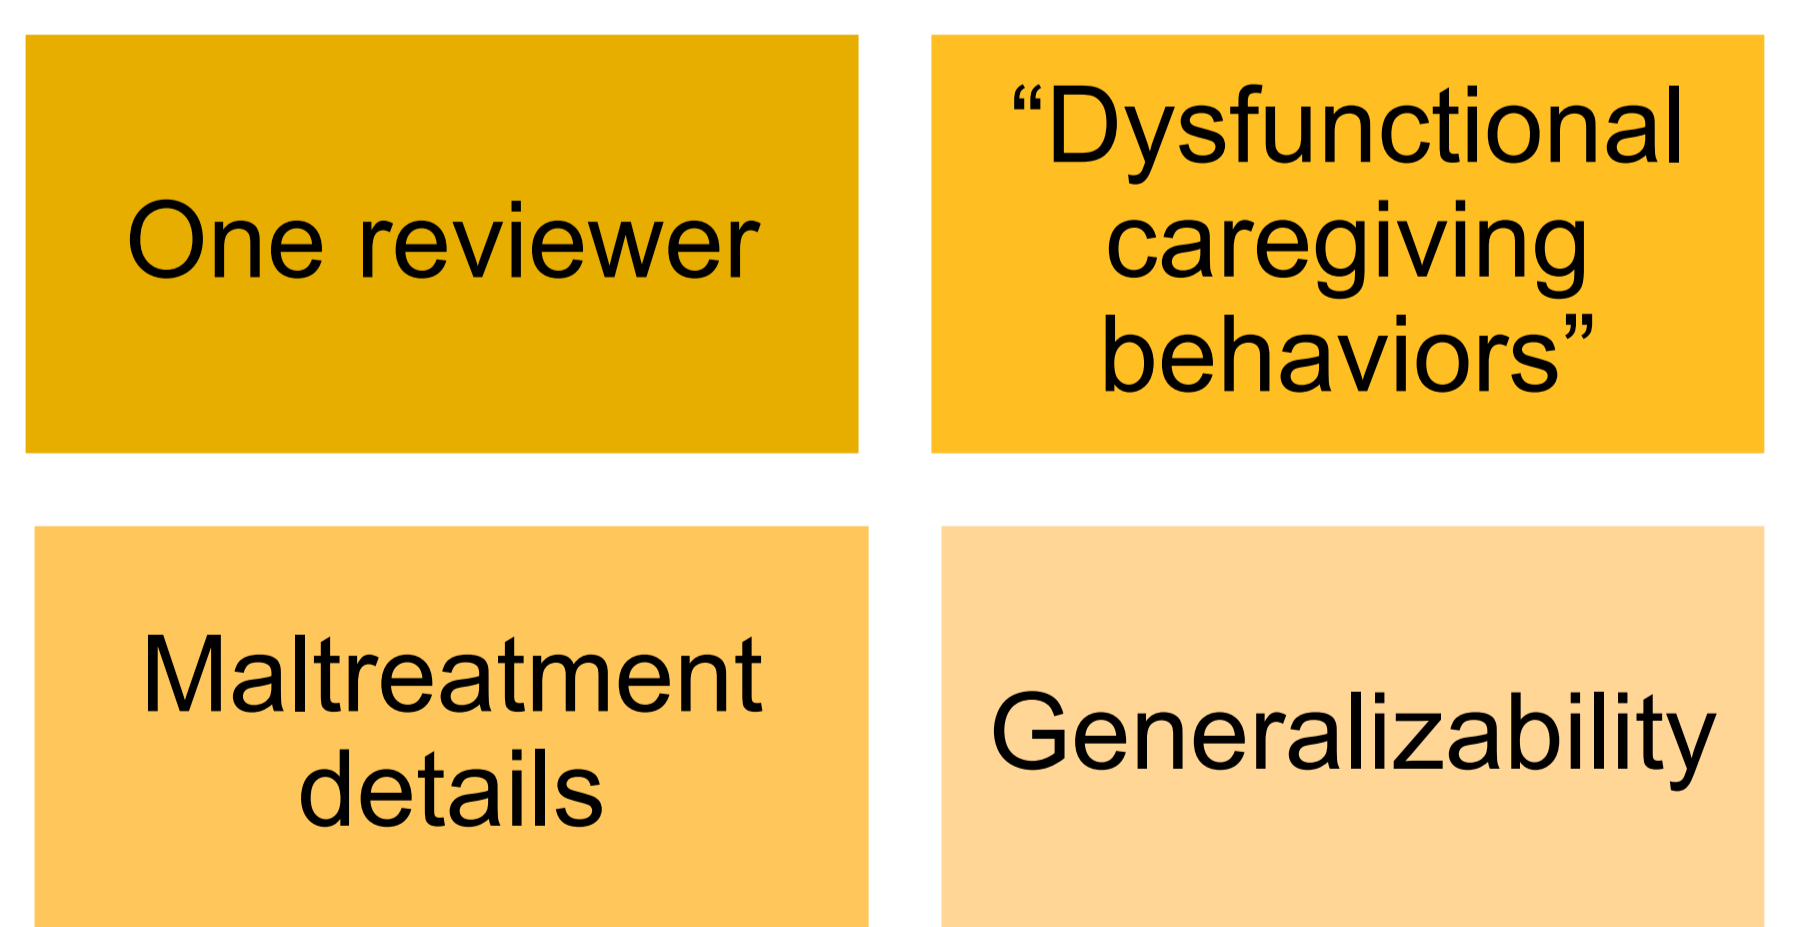 One reviewer
“Dysfunctional
caregiving
behaviors”
Maltreatment
details
Generalizability